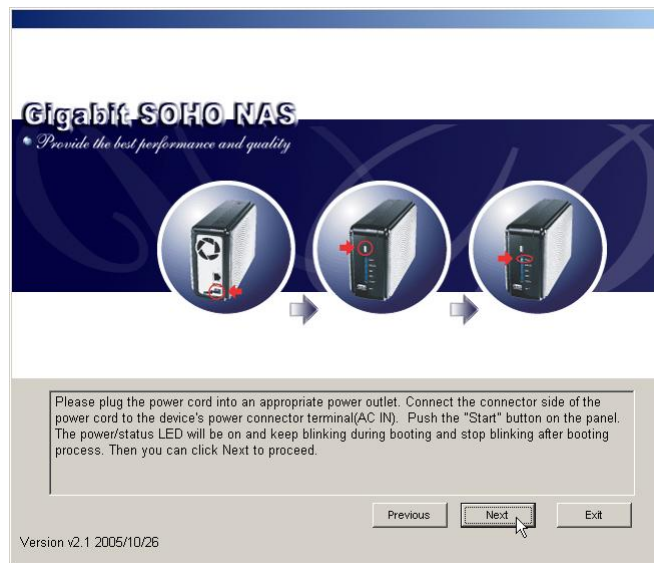 Gigabit SOHO NAS
Provide the best performance and quality
Please plug the power cord into an appropriate power outlet. Connect the connector side of the
power cord to the device's power connector terminal(AC IN). Push the "Start" button on the panel.
The power/status LED will be on and keep blinking during booting and stop blinking after booting
process. Then you can click Next to proceed.
Previous Next Exit
Version v2.1 2005/10/26